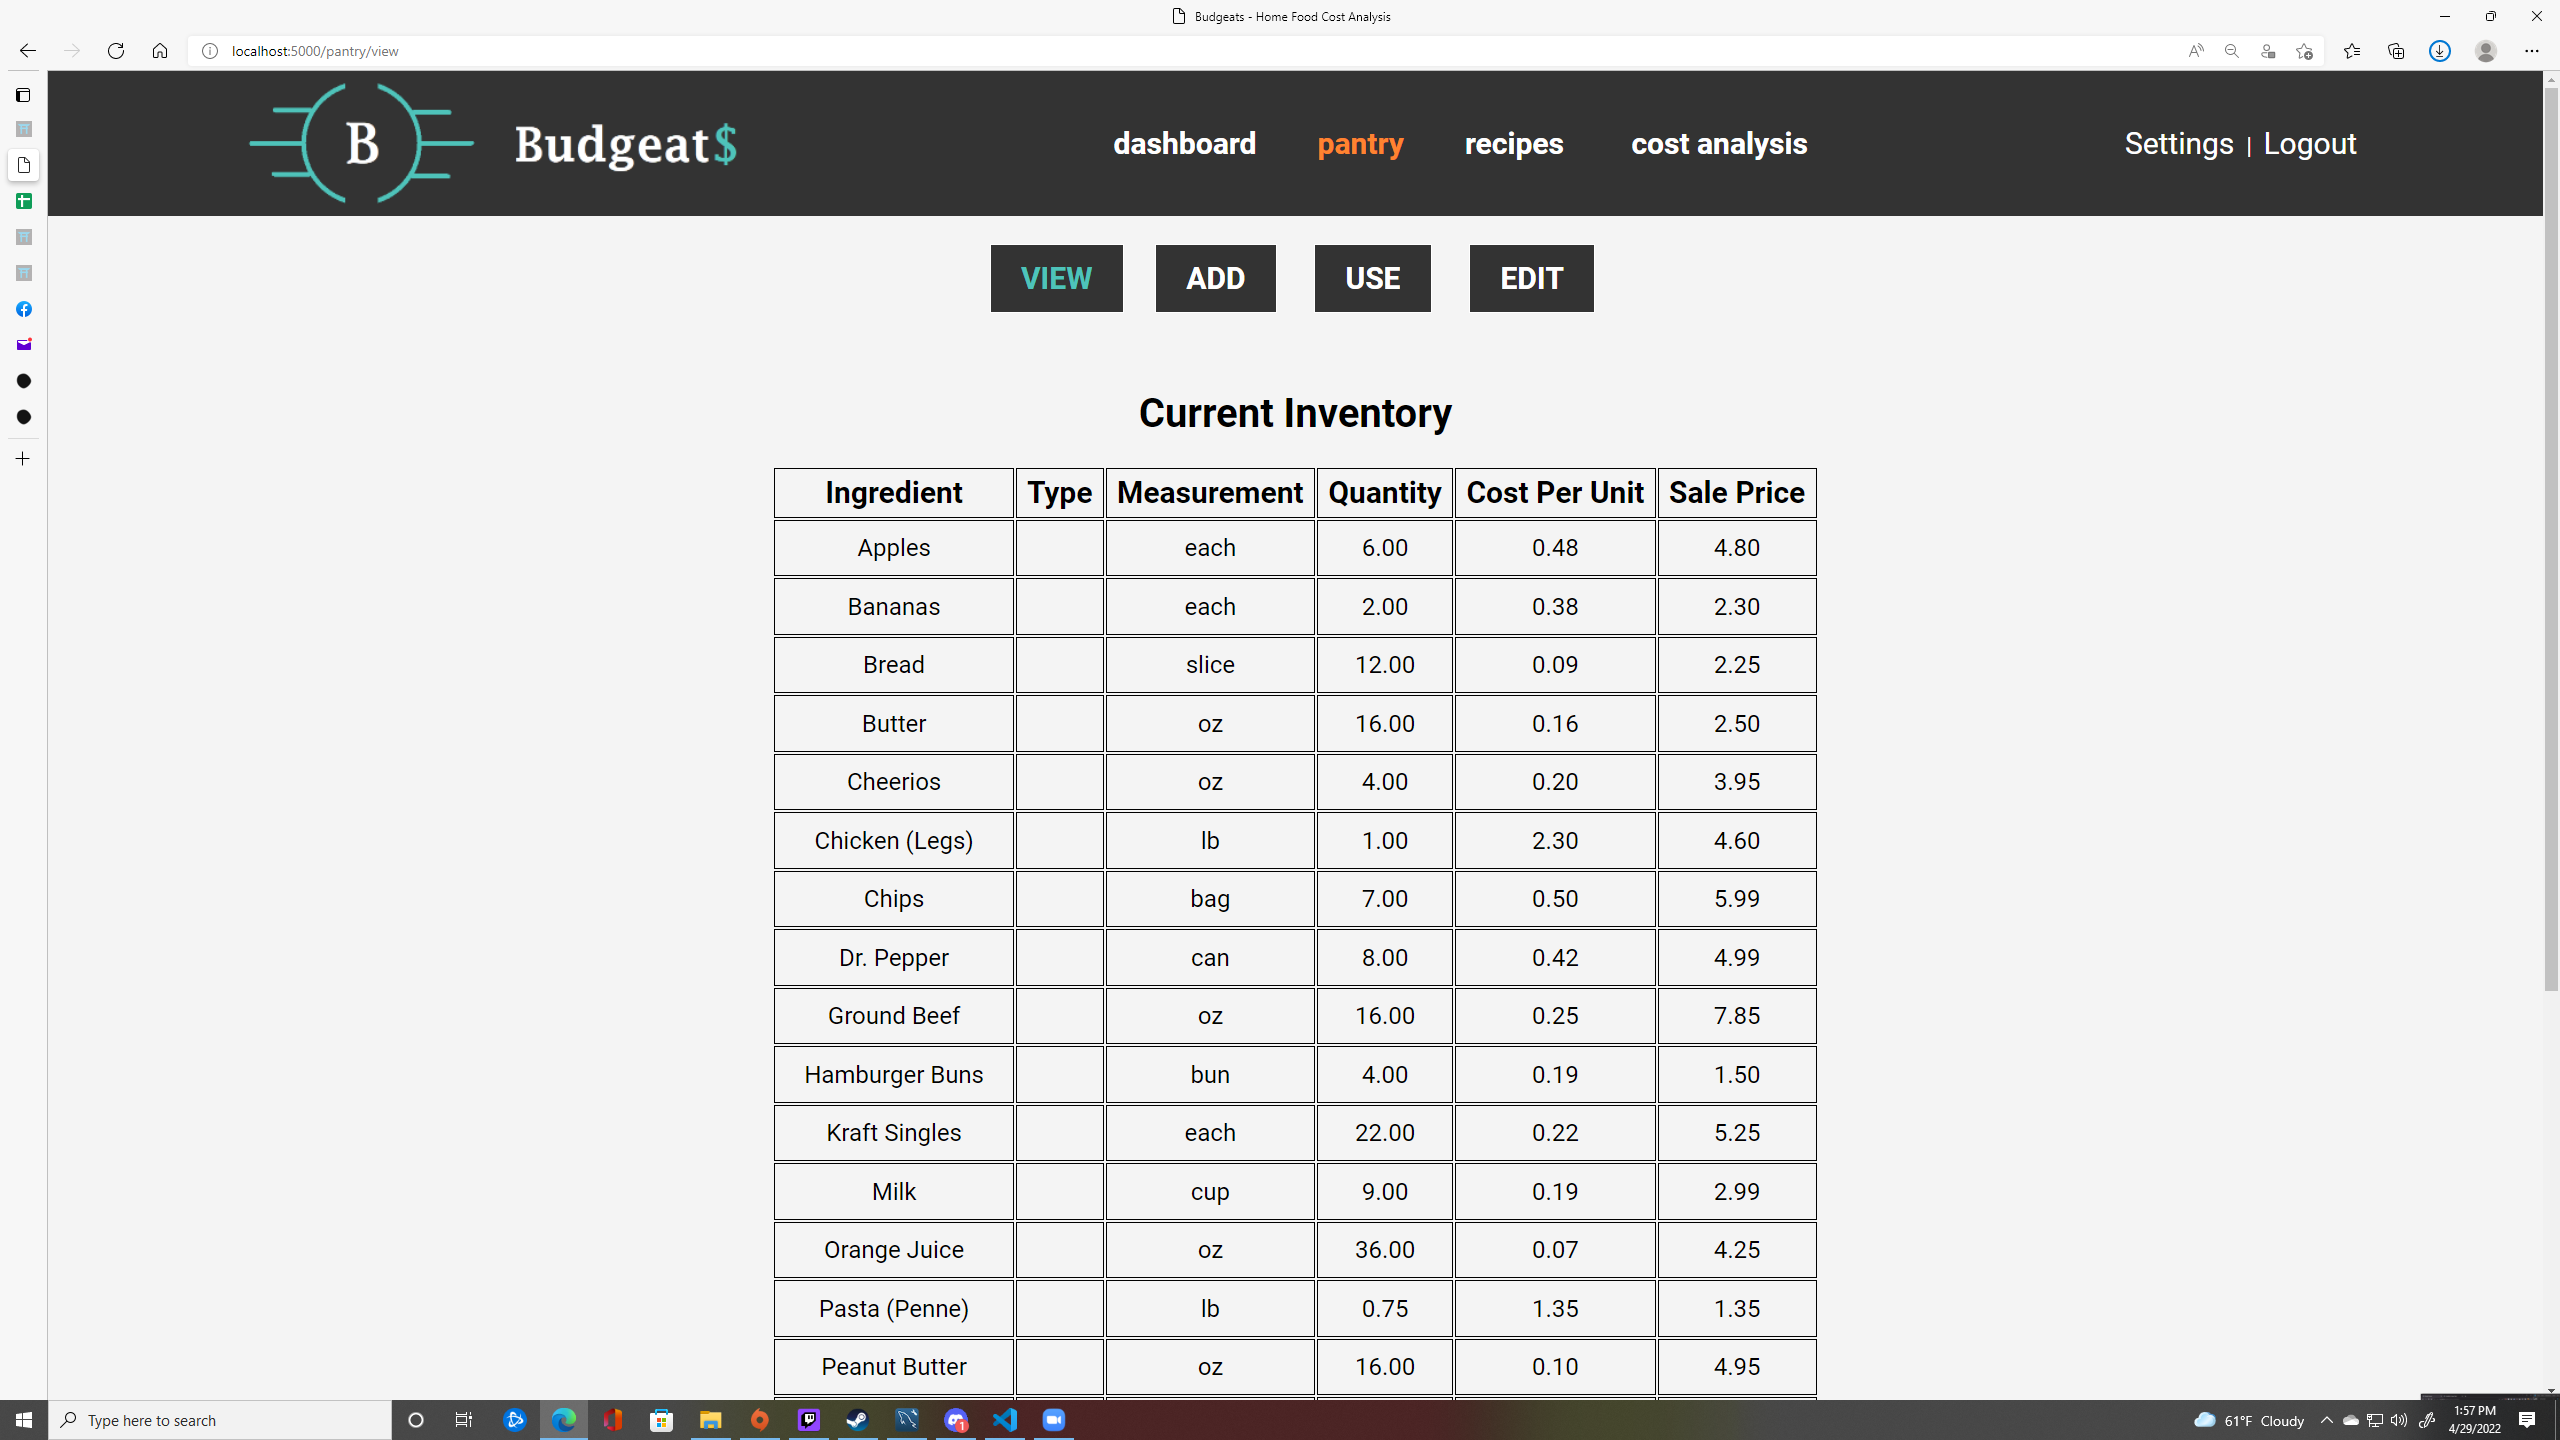 Budgeats - Home Food Cost Analysis
localhost:5000/pantry/view
B Budgeat$ dashboard pantry recipes cost analysis Settings | Logout
VIEW ADD USE EDIT
Current Inventory
Ingredient Type Measurement Quantity Cost Per Unit Sale Price
Apples each 6.00 0.48 4.80
Bananas each 2.00 0.38 2.30
Bread slice 12.00 0.09 2.25
Butter oz 16.00 0.16 2.50
Cheerios oz 4.00 0.20 3.95
Chicken (Legs) lb 1.00 2.30 4.60
Chips bag 7.00 0.50 5.99
Dr. Pepper can 8.00 0.42 4.99
Ground Beef oz 16.00 0.25 7.85
Hamburger Buns bun 4.00 0.19 1.50
Kraft Singles each 22.00 0.22 5.25
Milk cup 9.00 0.19 2.99
Orange Juice oz 36.00 0.07 4.25
Pasta (Penne) lb 0.75 1.35 1.35
Peanut Butter oz 16.00 0.10 4.95
Type here to search 1 61°F Cloudy 1:57 PM
4/29/2022